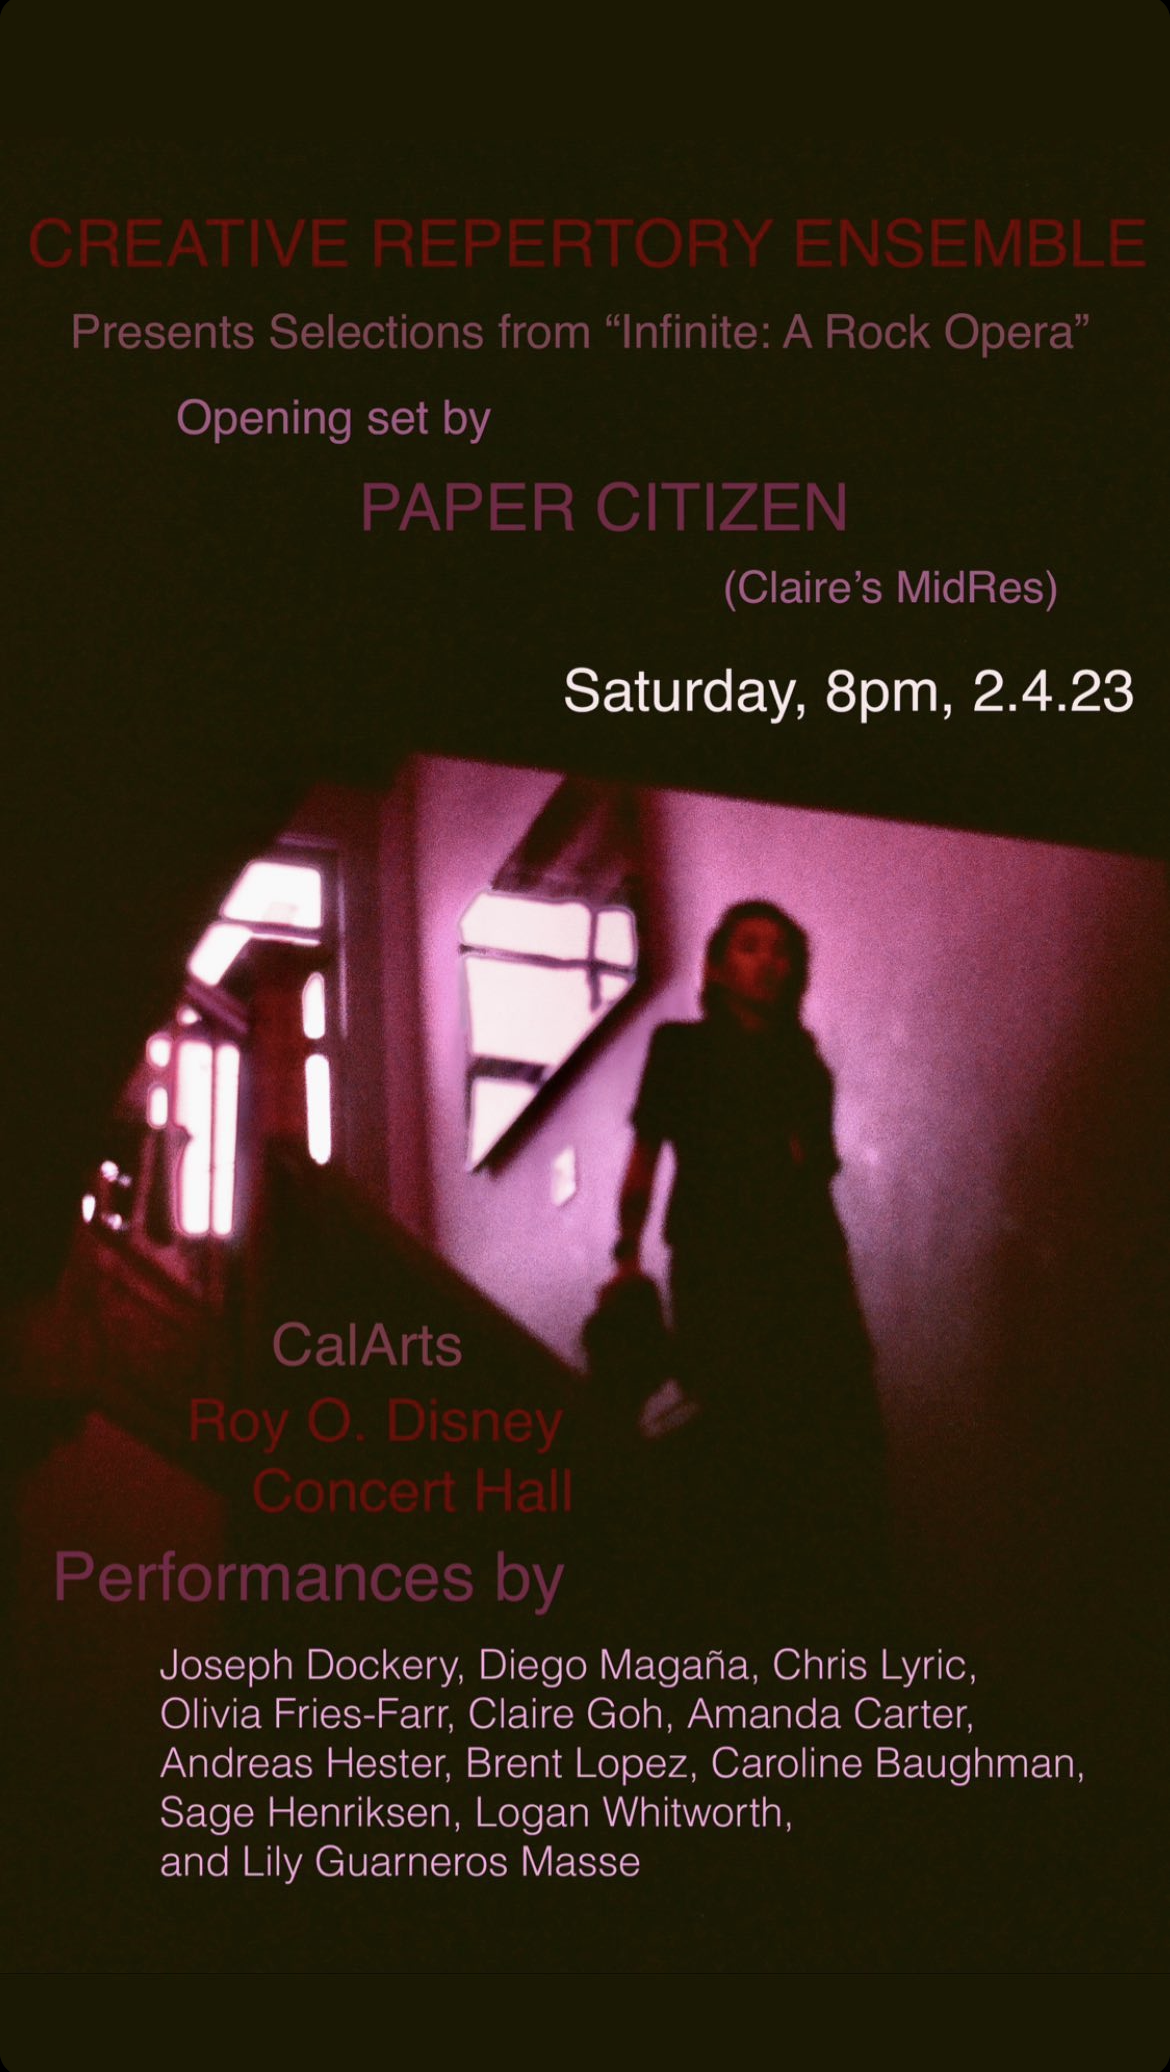 CREATIVE REPERTORY ENSEMBLE
Presents Selections from “Infinite: A Rock Opera”
Opening set by
PAPER CITIZEN
(Claire’s MidRes)
Saturday, 8pm, 2.4.23
CalArts
Roy O. Disney
Concert Hall
Performances by
Joseph Dockery, Diego Magaña, Chris Lyric,
Olivia Fries-Farr, Claire Goh, Amanda Carter,
Andreas Hester, Brent Lopez, Caroline Baughman,
Sage Henriksen, Logan Whitworth,
and Lily Guarneros Masse